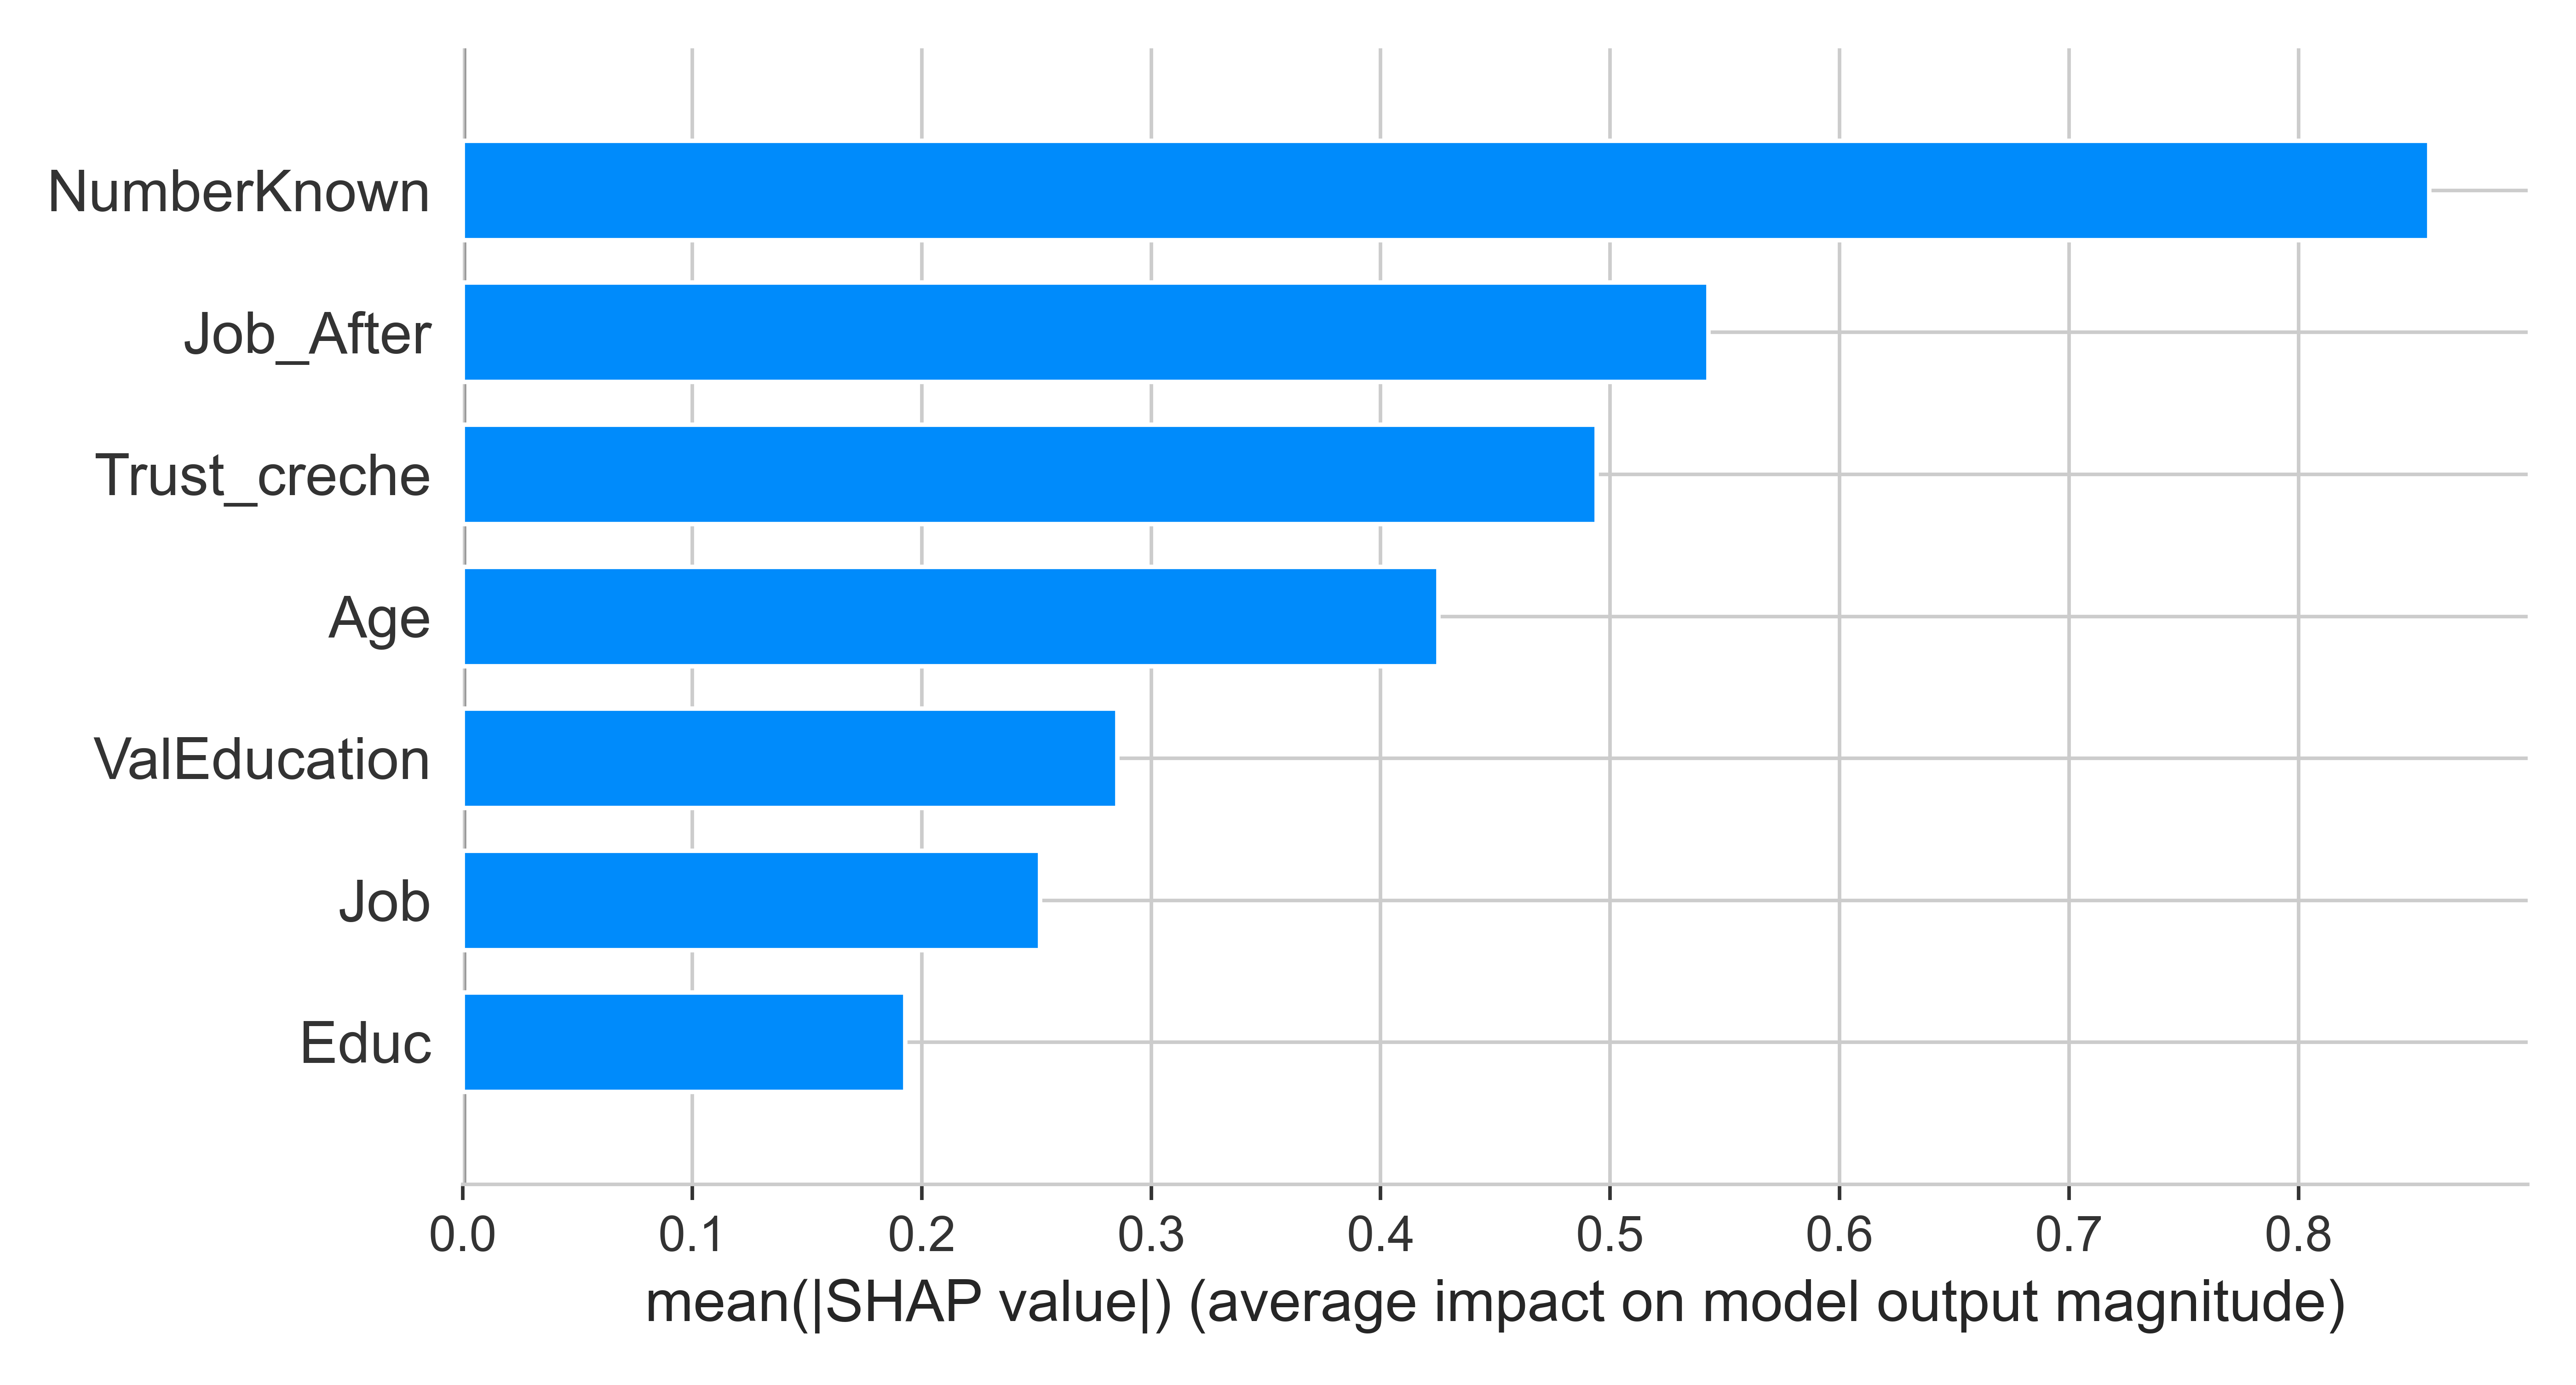 NumberKnown
Job_After
Trust_creche
Age
ValEducation
Job
Educ
0.0 0.1 0.2 0.3 0.4 0.5 0.6 0.7 0.8
mean(|SHAP value|) (average impact on model output magnitude)